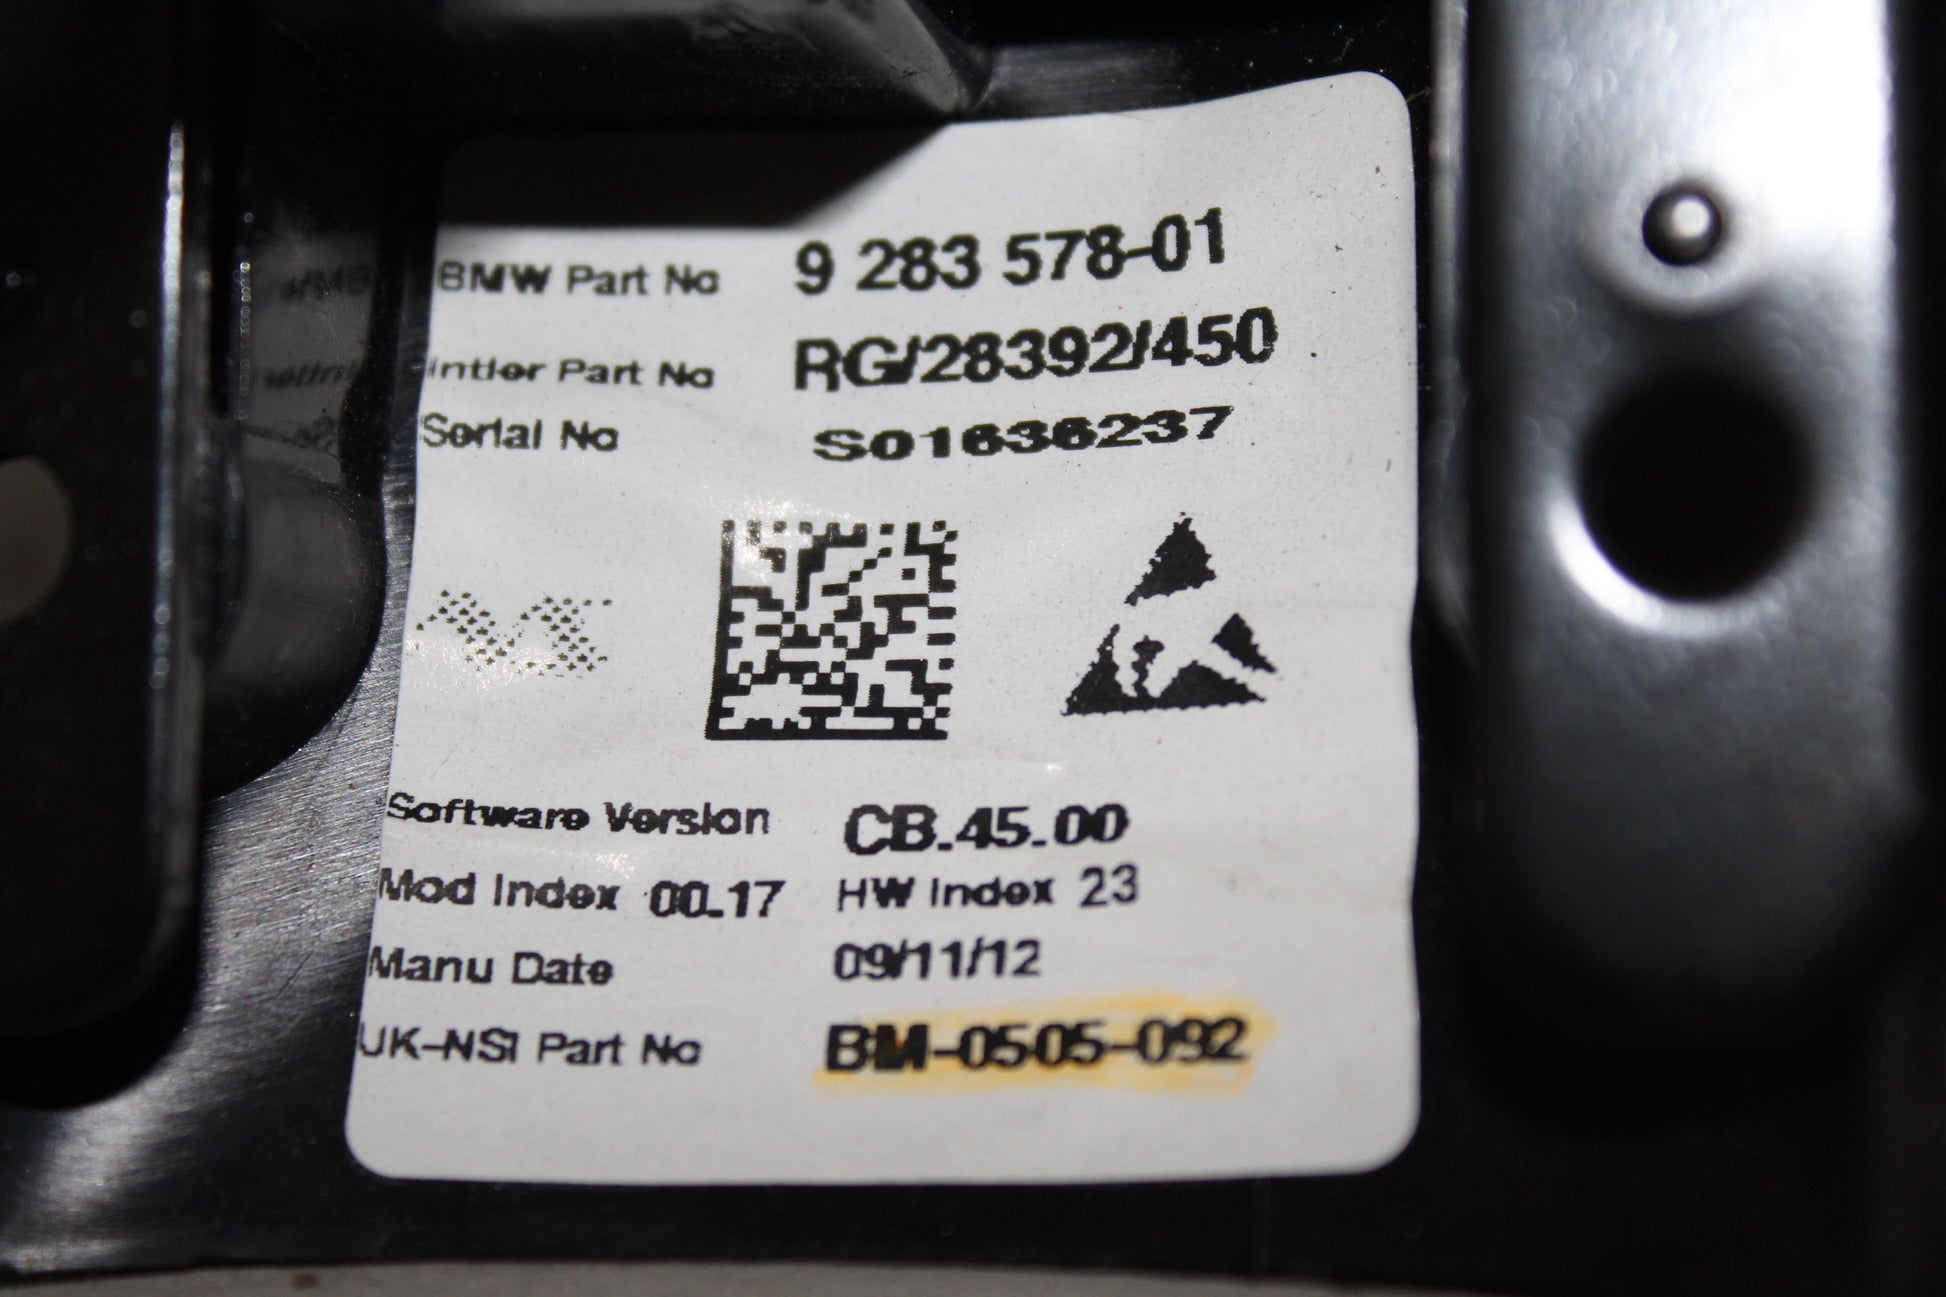 BMW Part No 9 283 578-01
Intier Part No RG/28392/450
Serial No S01636237
Software Version CB.45.00
Mod Index 00.17 HW Index 23
Manu Date 09/11/12
UK-NSI Part No BM-0505-092